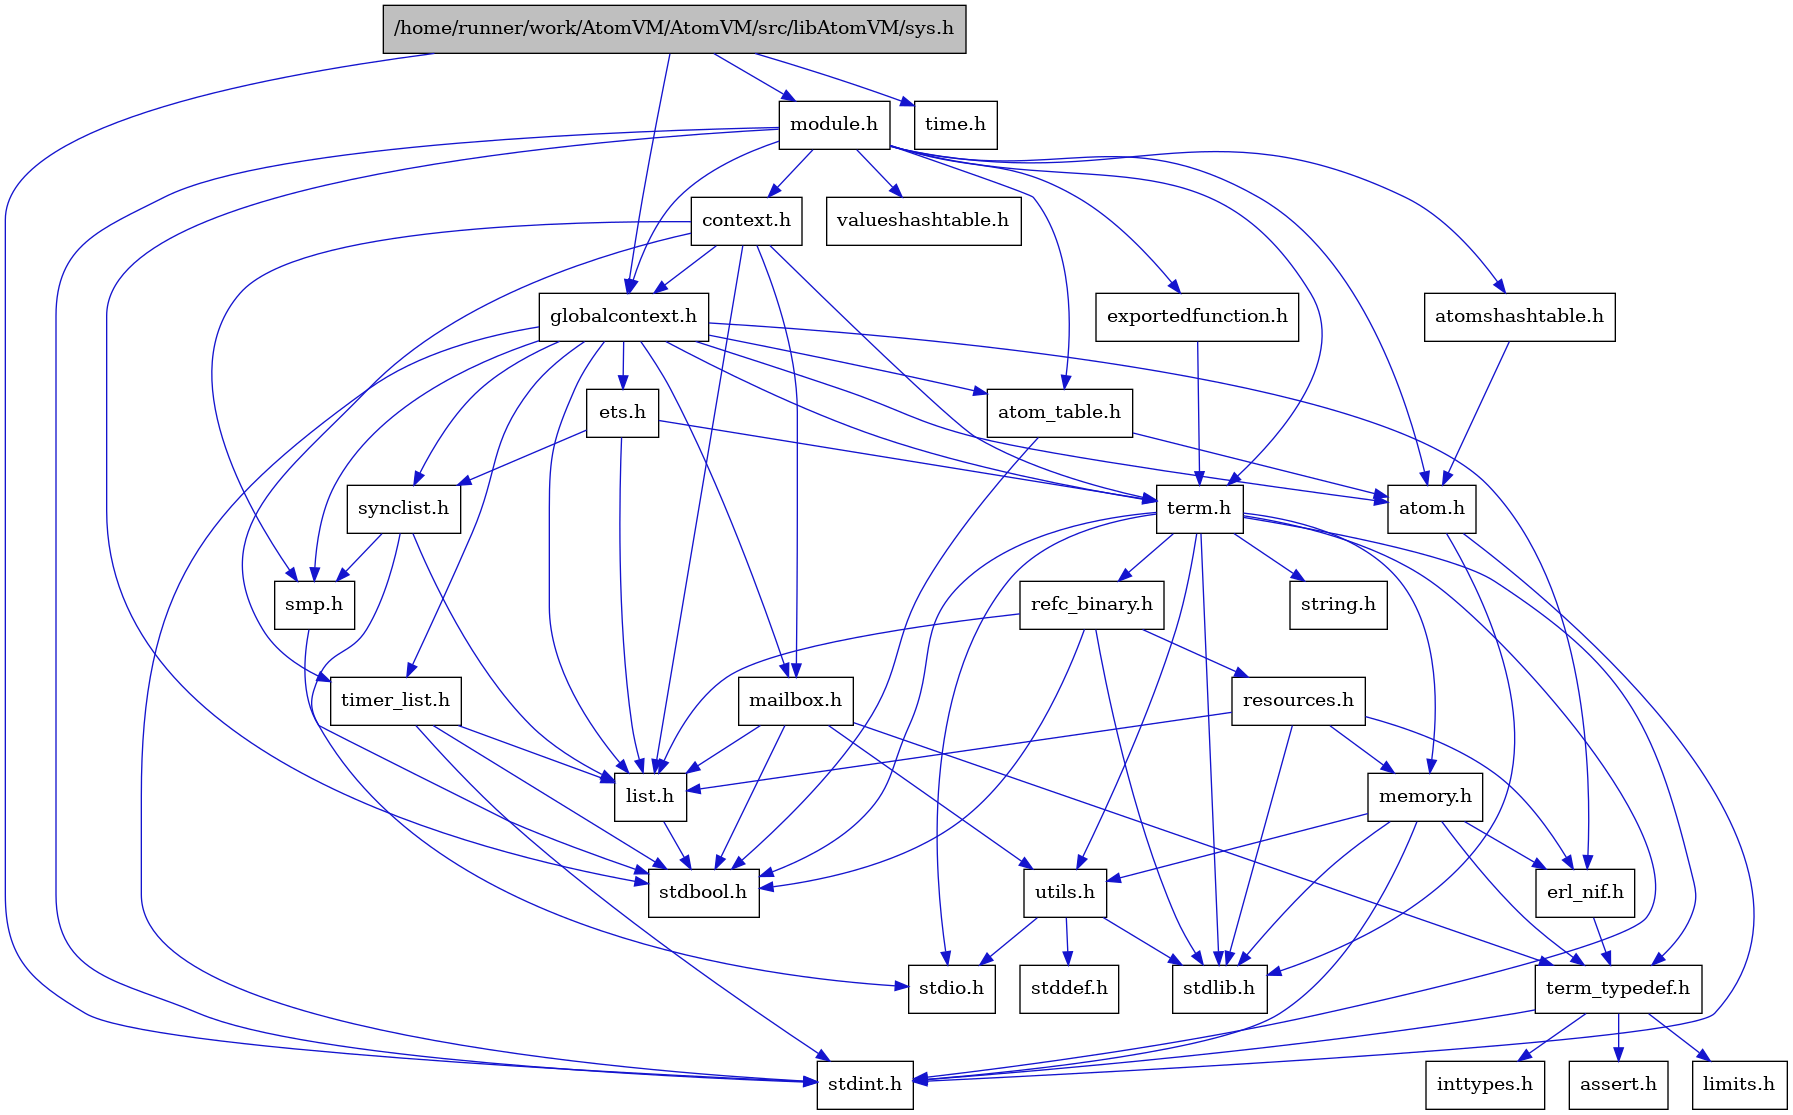 /home/runner/work/AtomVM/AtomVM/src/libAtomVM/sys.h
module.h
time.h
context.h
valueshashtable.h
globalcontext.h
exportedfunction.h
atomshashtable.h
ets.h
atom_table.h
synclist.h
term.h
atom.h
smp.h
refc_binary.h
string.h
timer_list.h
mailbox.h
resources.h
list.h
memory.h
stdbool.h
utils.h
erl_nif.h
stdio.h
stddef.h
stdlib.h
term_typedef.h
stdint.h
inttypes.h
assert.h
limits.h